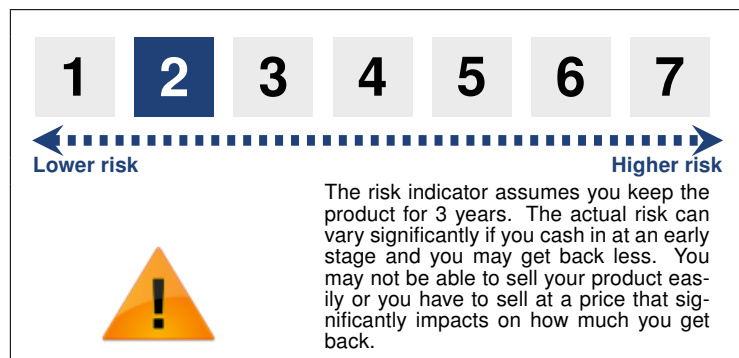 1 2 3 4 5 6 7
Lower risk Higher risk
The risk indicator assumes you keep the
product for 3 years. The actual risk can
vary significantly if you cash in at an early
stage and you may get back less. You
may not be able to sell your product eas-
ily or you have to sell at a price that sig-
nificantly impacts on how much you get
back.